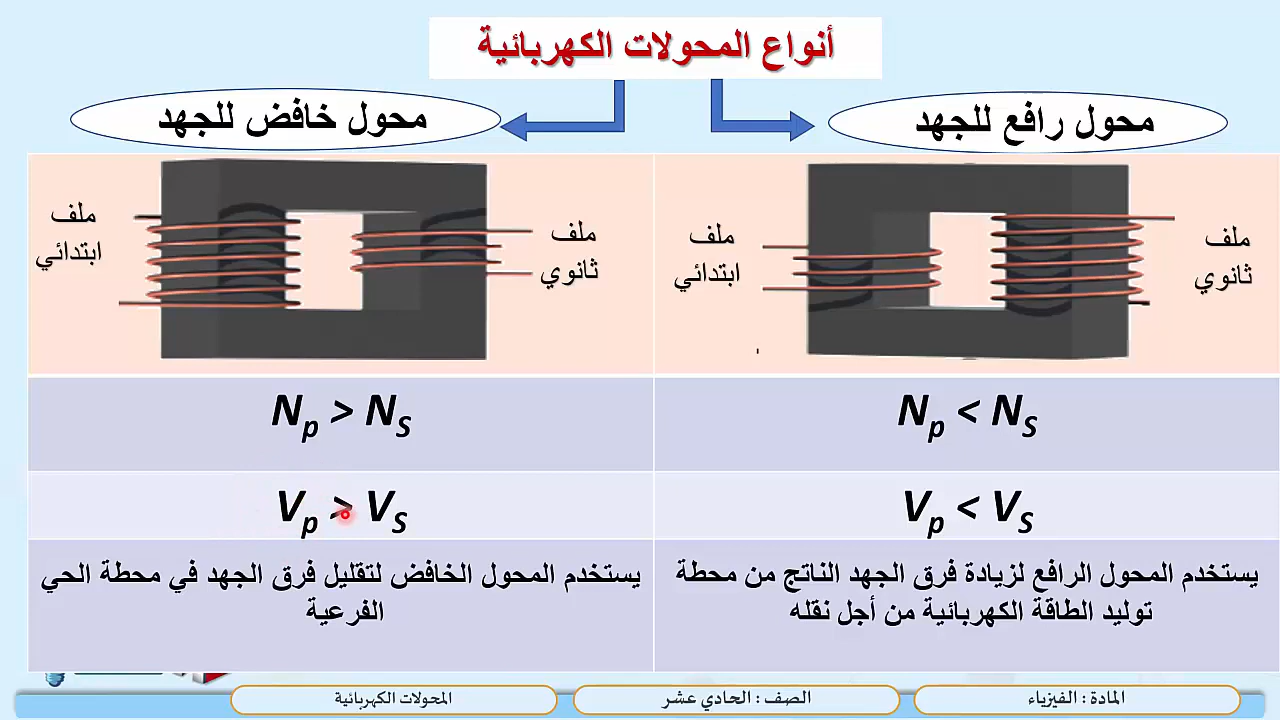 أنواع المحولات الكهربائية
محول رافع للجهد
محول خافض للجهد
ملف
ابتدائي
ملف
ثانوي
ملف
ابتدائي
ملف
ثانوي
Np < NS
Np > NS
Vp < VS
Vp > VS
يستخدم المحول الرافع لزيادة فرق الجهد الناتج من محطة
توليد الطاقة الكهربائية من أجل نقله
يستخدم المحول الخافض لتقليل فرق الجهد في محطة الحي
الفرعية
المادة : الفيزياء
الصف : الحادي عشر
المحولات الكهربائية